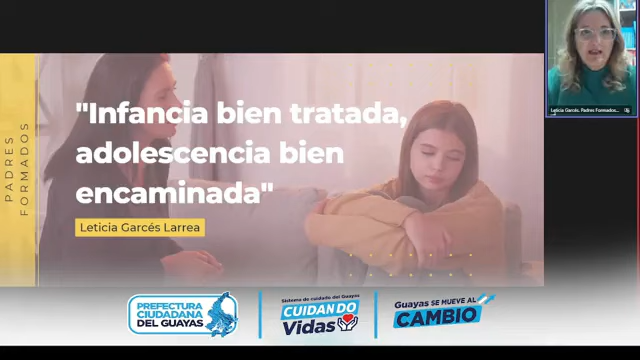 Leticia Garcés. Padres Formados...
PADRES
FORMADOS
"Infancia bien tratada,
adolescencia bien
encaminada"
Leticia Garcés Larrea
PREFECTURA
CIUDADANA
DEL GUAYAS
Sistema de cuidado del Guayas
CUIDANDO
Vidas
Guayas SE MUEVE AL
CAMBIO